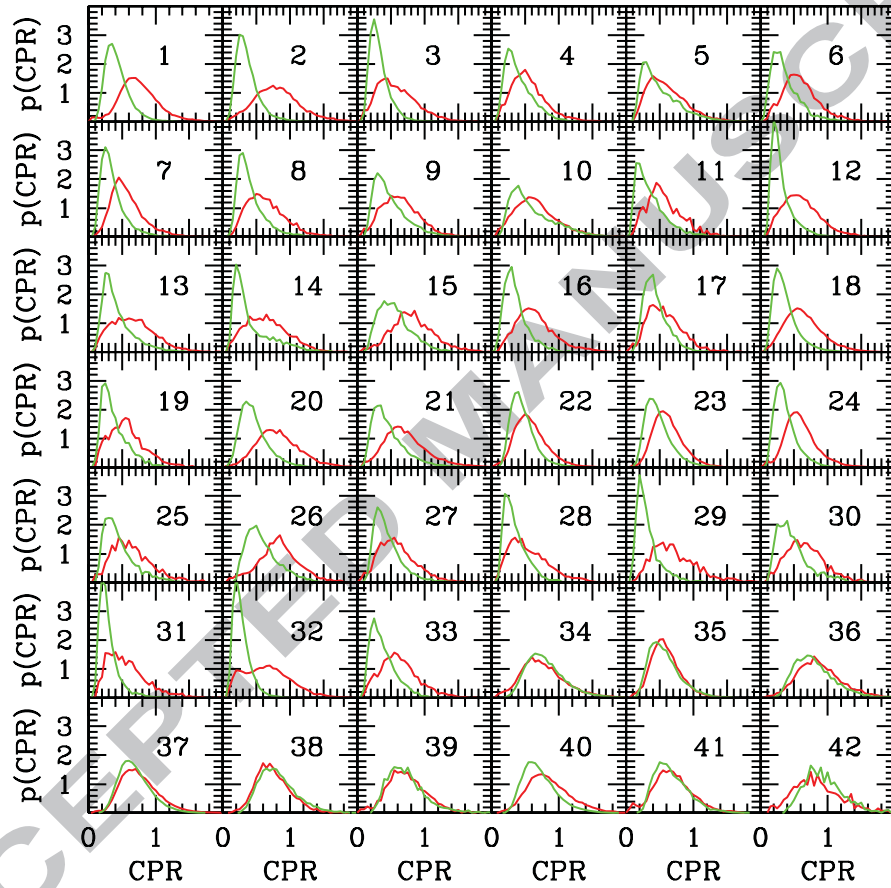 3 1 2 3 4 5 6
p(CPR) 2
1
3 7 8 9 10 11 12
p(CPR) 2
1
3 13 14 15 16 17 18
p(CPR) 2
1
3 19 20 21 22 23 24
p(CPR) 2
1
3 25 26 27 28 29 30
p(CPR) 2
1
3 31 32 33 34 35 36
p(CPR) 2
1
3 37 38 39 40 41 42
p(CPR) 2
1
0 1 0 1 0 1 0 1 0 1 0 1
CPR CPR CPR CPR CPR CPR
CEPTED MANUSC